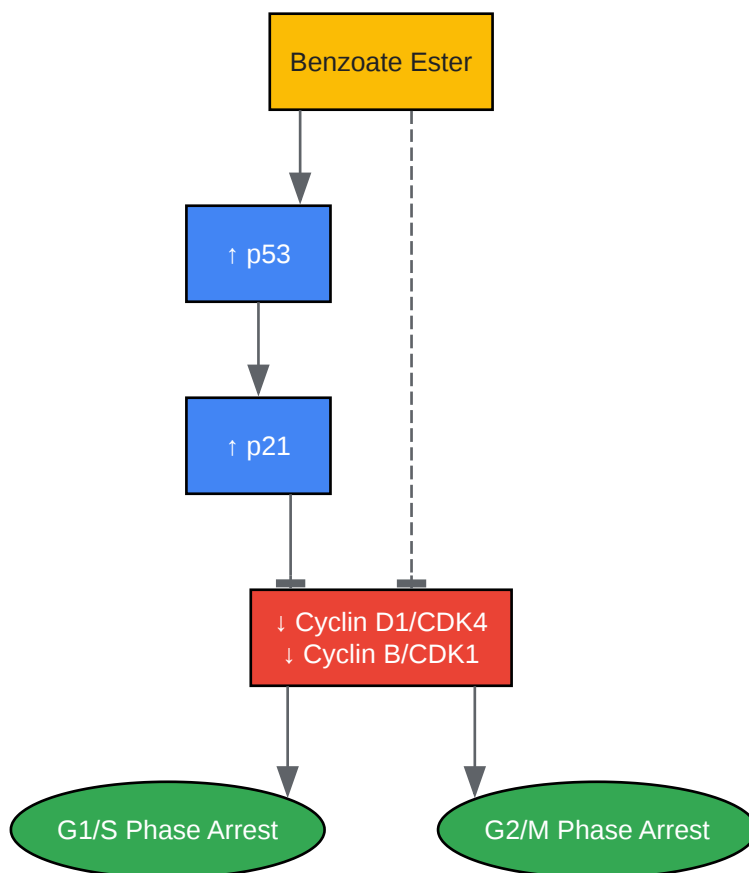 Benzoate Ester
↑ p53
↑ p21
↓ Cyclin D1/CDK4
↓ Cyclin B/CDK1
G1/S Phase Arrest
G2/M Phase Arrest